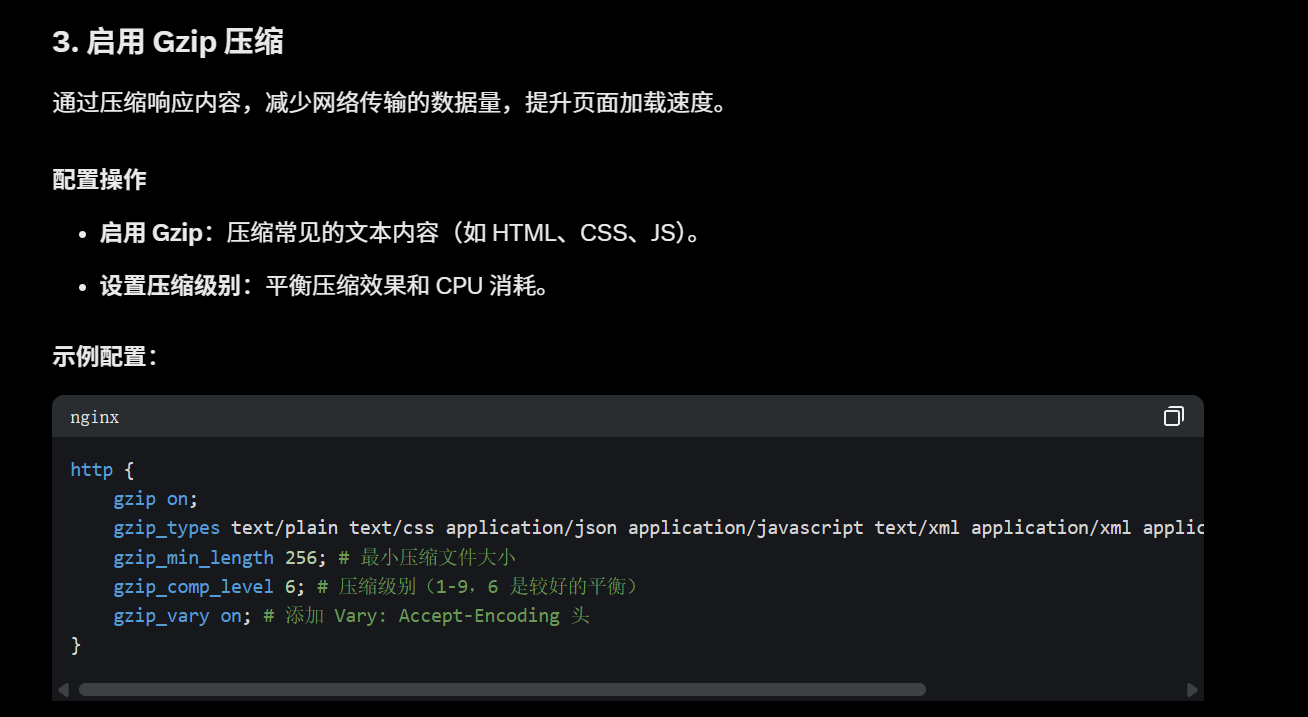 3. 启用 Gzip 压缩
通过压缩响应内容，减少网络传输的数据量，提升页面加载速度。
配置操作
• 启用 Gzip：压缩常见的文本内容（如 HTML、CSS、JS）。
• 设置压缩级别：平衡压缩效果和 CPU 消耗。
示例配置：
nginx
http {
    gzip on;
    gzip_types text/plain text/css application/json application/javascript text/xml application/xml applic
    gzip_min_length 256; # 最小压缩文件大小
    gzip_comp_level 6; # 压缩级别（1-9，6 是较好的平衡）
    gzip_vary on; # 添加 Vary: Accept-Encoding 头
}